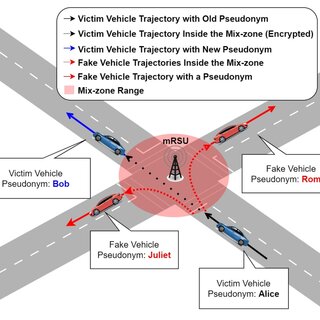 Victim Vehicle Trajectory with Old Pseudonym
Victim Vehicle Trajectory Inside the Mix-zone (Encrypted)
Victim Vehicle Trajectory with New Pseudonym
Fake Vehicle Trajectories Inside the Mix-zone
Fake Vehicle Trajectory with a Pseudonym
Mix-zone Range
mRSU
Victim Vehicle
Pseudonym: Bob
Fake Vehicle
Pseudonym: Rom
Fake Vehicle
Pseudonym: Juliet
Victim Vehicle
Pseudonym: Alice